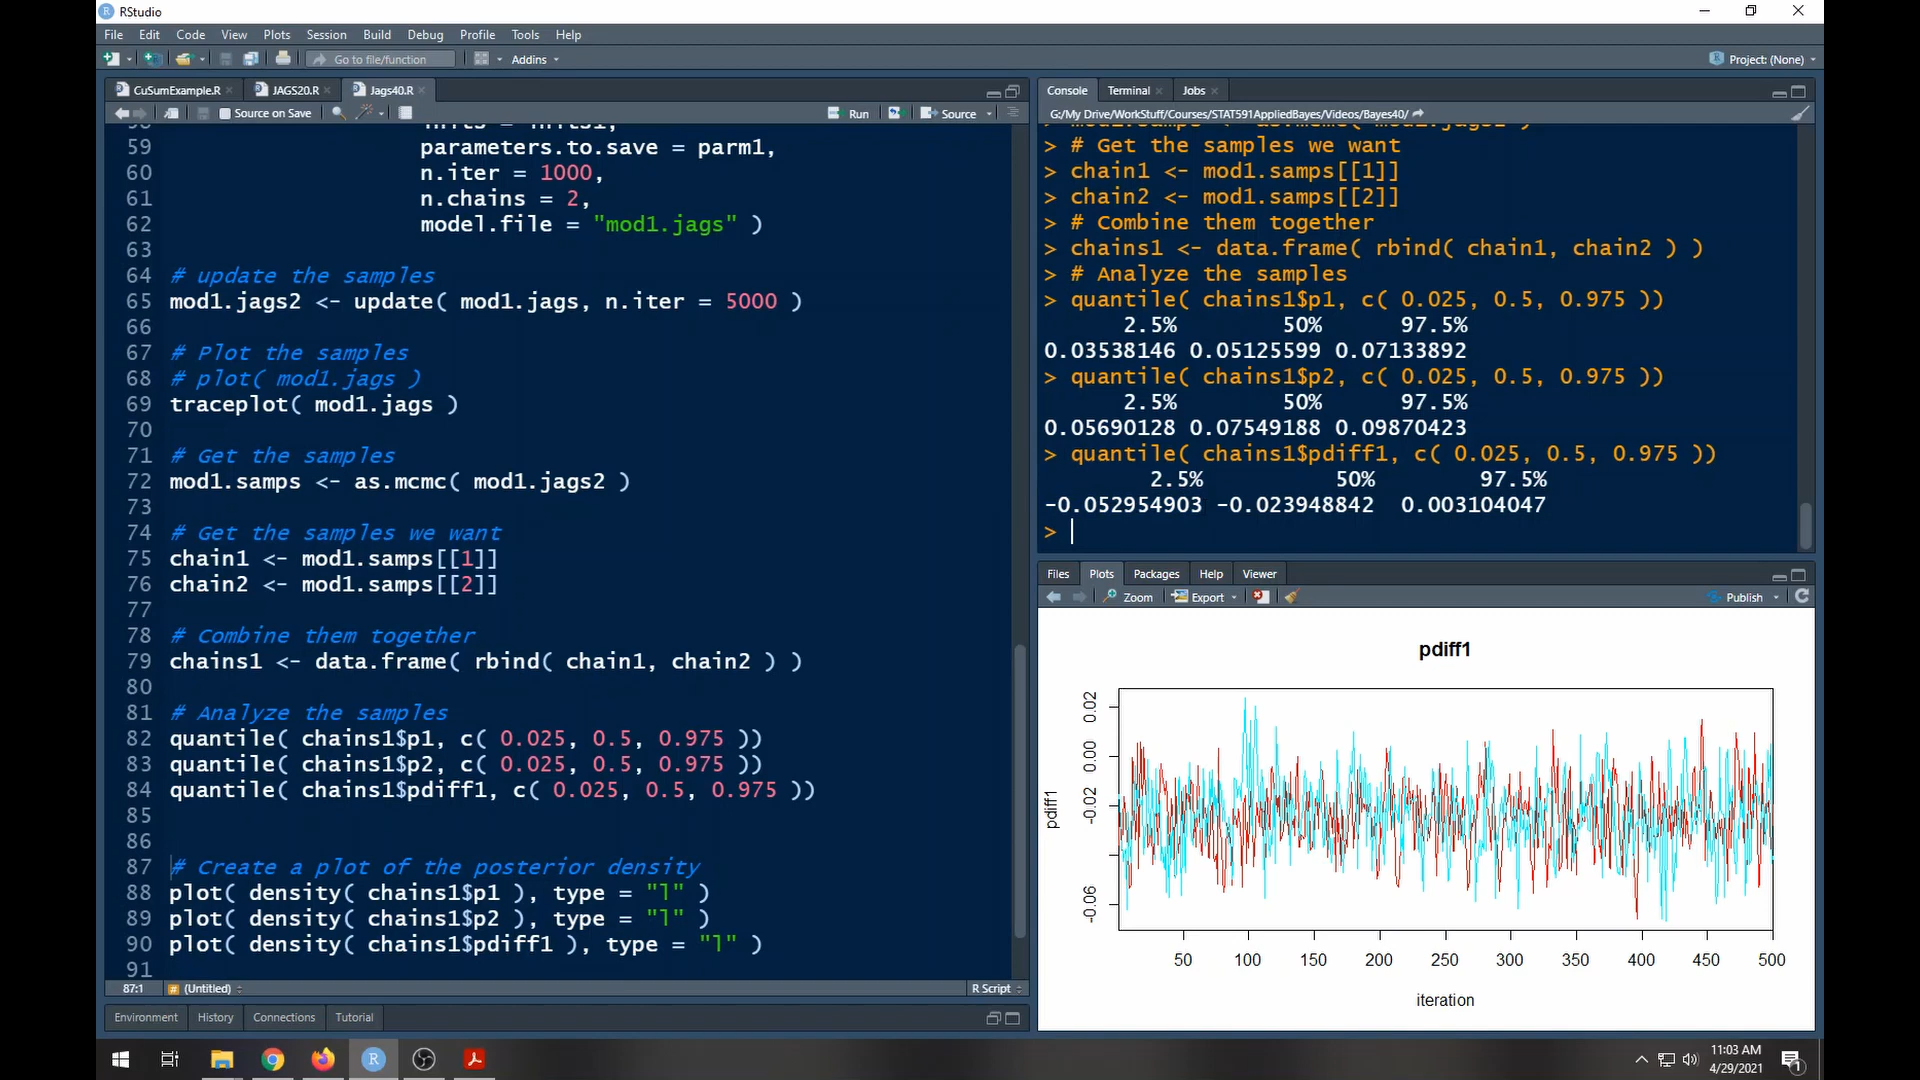 RStudio
File Edit Code View Plots Session Build Debug Profile Tools Help
Go to file/function Addins Project: (None)
CuSumExample.R JAGS20.R Jags40.R
Source on Save Run Source
59 parameters.to.save = parm1,
60 n.iter = 1000,
61 n.chains = 2,
62 model.file = "mod1.jags" )
63
64 # update the samples
65 mod1.jags2 <- update( mod1.jags, n.iter = 5000 )
66
67 # Plot the samples
68 # plot( mod1.jags )
69 traceplot( mod1.jags )
70
71 # Get the samples
72 mod1.samps <- as.mcmc( mod1.jags2 )
73
74 # Get the samples we want
75 chain1 <- mod1.samps[[1]]
76 chain2 <- mod1.samps[[2]]
77
78 # Combine them together
79 chains1 <- data.frame( rbind( chain1, chain2 ) )
80
81 # Analyze the samples
82 quantile( chains1$p1, c( 0.025, 0.5, 0.975 ))
83 quantile( chains1$p2, c( 0.025, 0.5, 0.975 ))
84 quantile( chains1$pdiff1, c( 0.025, 0.5, 0.975 ))
85
86
87 # Create a plot of the posterior density
88 plot( density( chains1$p1 ), type = "l" )
89 plot( density( chains1$p2 ), type = "l" )
90 plot( density( chains1$pdiff1 ), type = "l" )
91
87:1 # (Untitled) R Script
Environment History Connections Tutorial
Console Terminal Jobs
G:/My Drive/WorkStuff/Courses/STAT591AppliedBayes/Videos/Bayes40/
> # Get the samples we want
> chain1 <- mod1.samps[[1]]
> chain2 <- mod1.samps[[2]]
> # Combine them together
> chains1 <- data.frame( rbind( chain1, chain2 ) )
> # Analyze the samples
> quantile( chains1$p1, c( 0.025, 0.5, 0.975 ))
2.5% 50% 97.5%
0.03538146 0.05125599 0.07133892
> quantile( chains1$p2, c( 0.025, 0.5, 0.975 ))
2.5% 50% 97.5%
0.05690128 0.07549188 0.09870423
> quantile( chains1$pdiff1, c( 0.025, 0.5, 0.975 ))
2.5% 50% 97.5%
-0.052954903 -0.023948842 0.003104047
>
Files Plots Packages Help Viewer
Zoom Export Publish
pdiff1
0.02
0.00
-0.02
-0.06
pdiff1
50 100 150 200 250 300 350 400 450 500
iteration
11:03 AM
4/29/2021
1